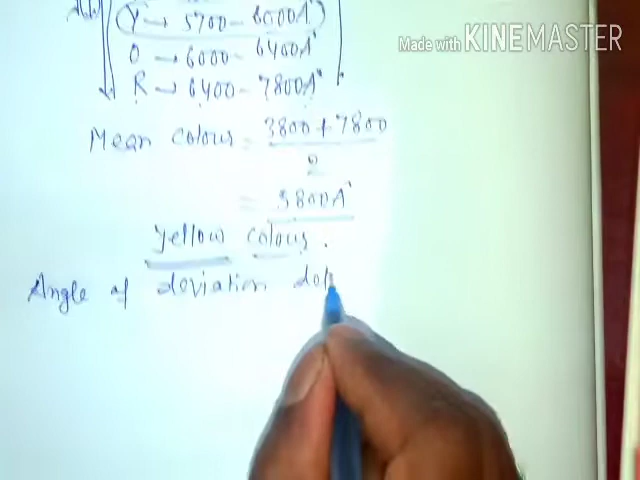 Made with KINEMASTER
(Y → 5700 - 6000A°)
O → 6000 - 6400A°
R → 6400 - 7800A°
Mean colour = 3800 + 7800
2
= 5800A°
yellow colour.
Angle of deviation